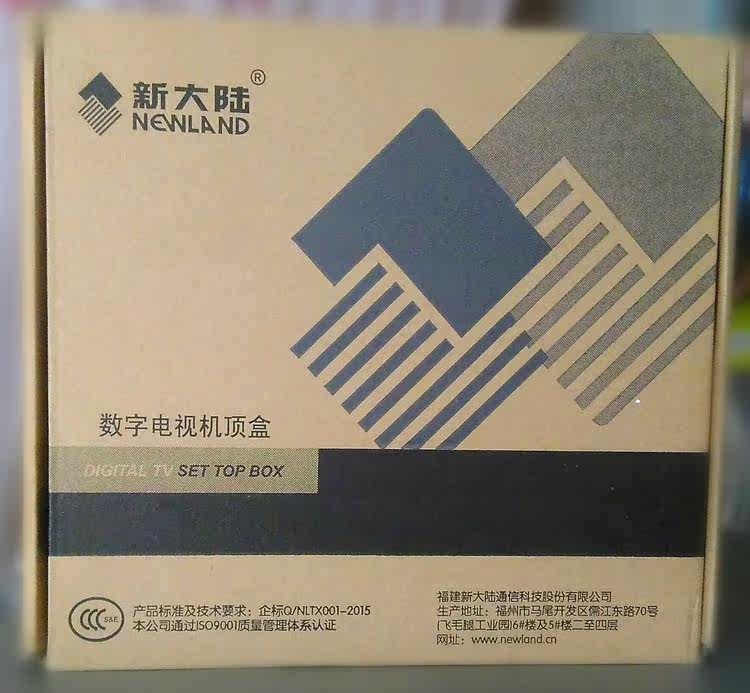 新大陆®
NEWLAND
数字电视机顶盒
DIGITAL TV SET TOP BOX
CCC S&E
产品标准及技术要求：企标Q/NLTX001-2015
本公司通过ISO9001质量管理体系认证
福建新大陆通信科技股份有限公司
生产地址：福州市马尾开发区儒江东路70号
(飞毛腿工业园)6#楼及5#楼二至四层
网址：www.newland.cn